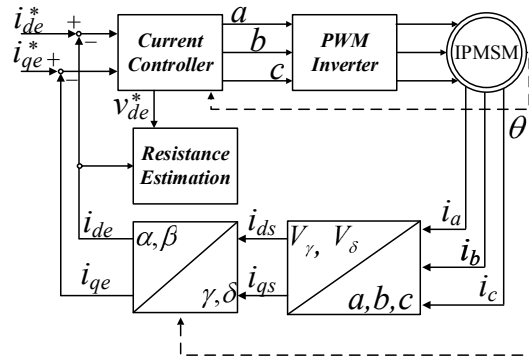 i*de + −
i*qe + −
Current Controller
a
b
c
PWM Inverter
IPMSM
θ
v*de
Resistance Estimation
ide
iqe
α,β
γ,δ
ids
iqs
Vγ, Vδ
a,b,c
ia
ib
ic